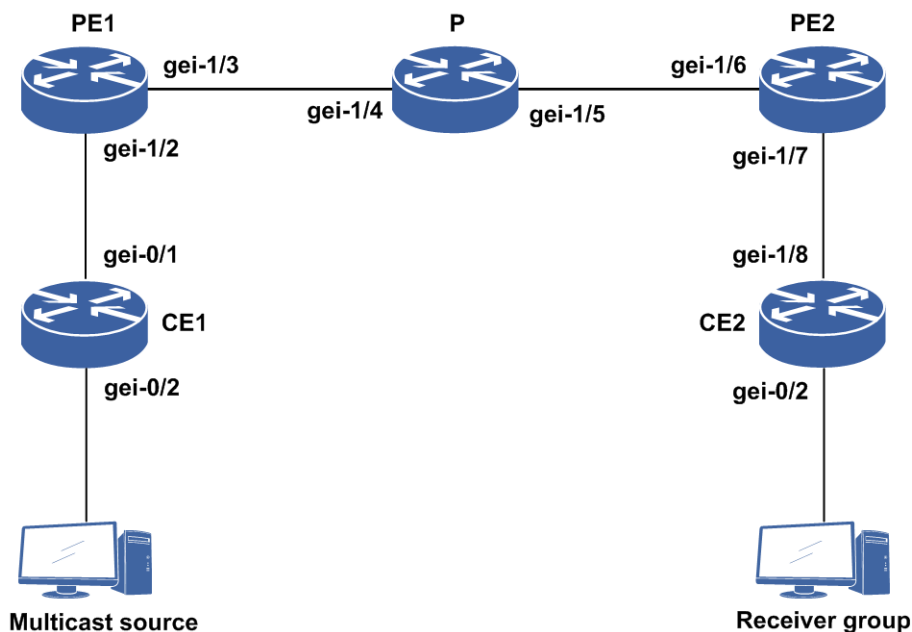 PE1
P
PE2
gei-1/3
gei-1/6
gei-1/4
gei-1/5
gei-1/2
gei-1/7
gei-0/1
gei-1/8
CE1
CE2
gei-0/2
gei-0/2
Multicast source
Receiver group